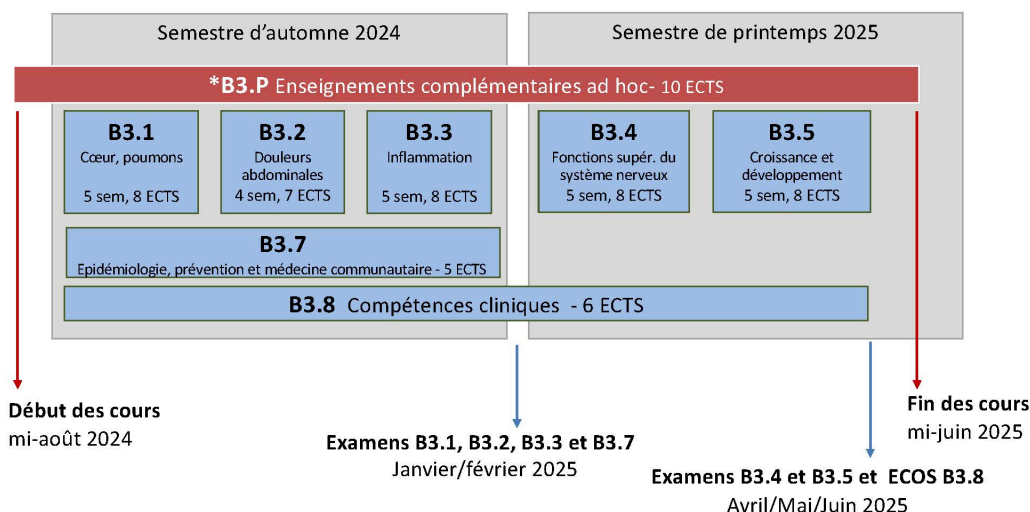 Semestre d'automne 2024
Semestre de printemps 2025
*B3.P Enseignements complémentaires ad hoc- 10 ECTS
B3.1
Cœur, poumons
5 sem, 8 ECTS
B3.2
Douleurs
abdominales
4 sem, 7 ECTS
B3.3
Inflammation
5 sem, 8 ECTS
B3.4
Fonctions supér. du
système nerveux
5 sem, 8 ECTS
B3.5
Croissance et
développement
5 sem, 8 ECTS
B3.7
Epidémiologie, prévention et médecine communautaire - 5 ECTS
B3.8 Compétences cliniques - 6 ECTS
Début des cours
mi-août 2024
Fin des cours
mi-juin 2025
Examens B3.1, B3.2, B3.3 et B3.7
Janvier/février 2025
Examens B3.4 et B3.5 et ECOS B3.8
Avril/Mai/Juin 2025